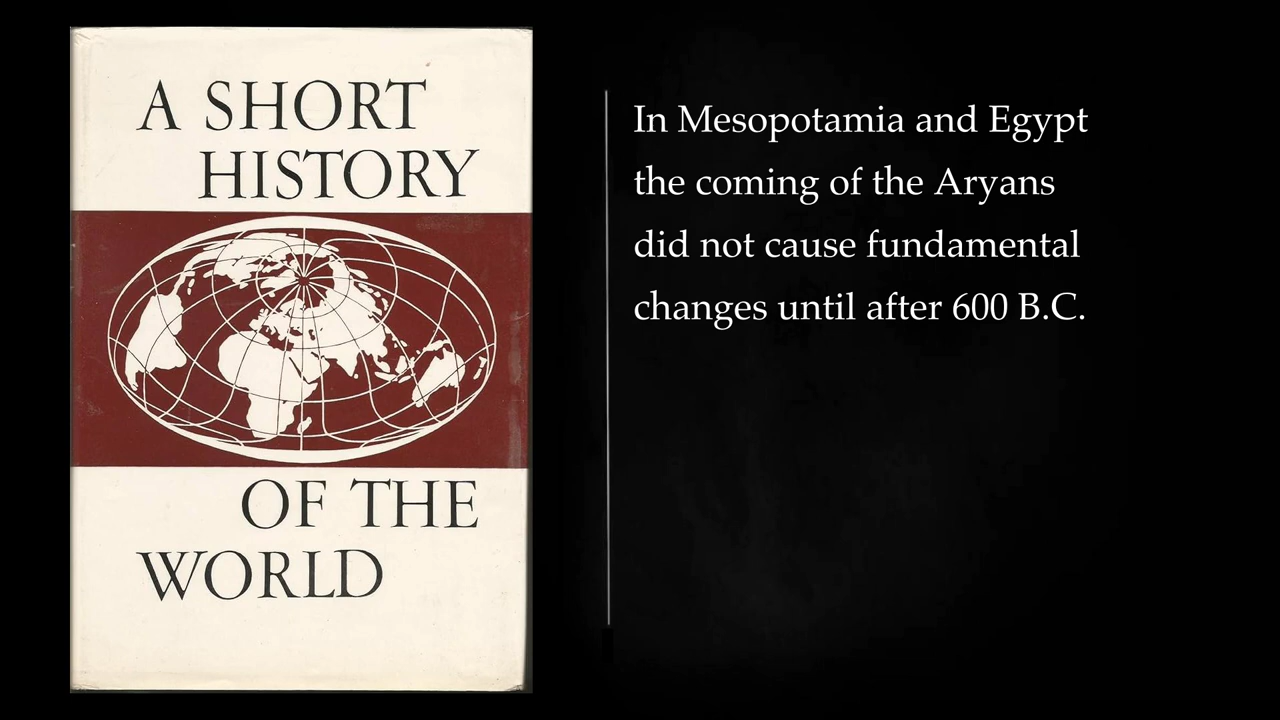 A SHORT
HISTORY
OF THE
WORLD
In Mesopotamia and Egypt
the coming of the Aryans
did not cause fundamental
changes until after 600 B.C.